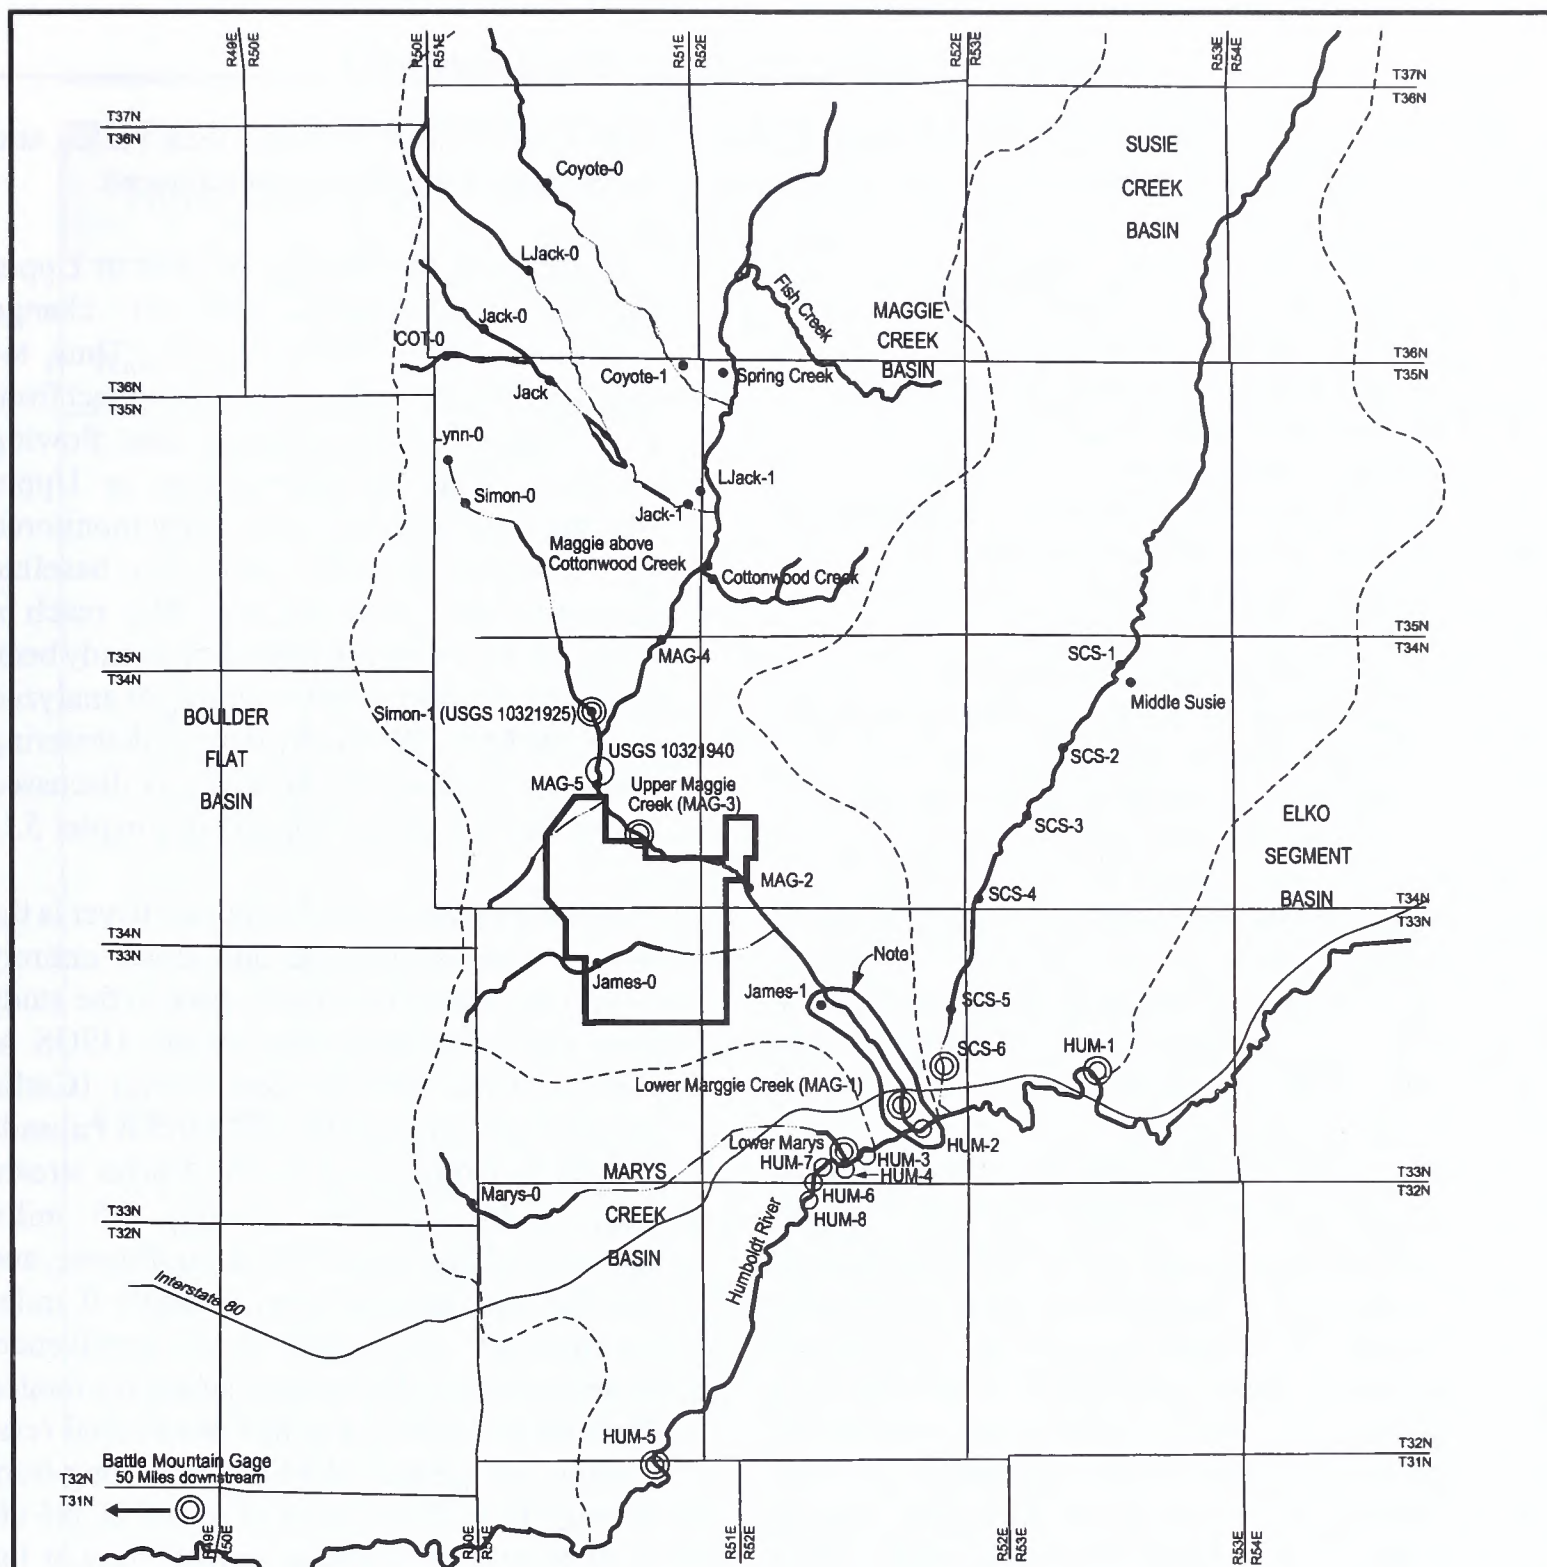 R49E
R50E
R50E
R51E
R51E
R52E
R52E
R53E
R53E
R54E
T37N
T36N
T37N
T36N
SUSIE
CREEK
BASIN
Coyote-0
LJack-0
Fish Creek
MAGGIE
CREEK
BASIN
Jack-0
COT-0
Coyote-1
Spring Creek
Jack
T36N
T35N
T36N
T35N
ynn-0
Simon-0
LJack-1
Jack-1
Maggie above
Cottonwood Creek
Cottonwood Creek
MAG-4
T35N
T34N
T35N
T34N
SCS-1
Middle Susie
Simon-1 (USGS 10321925)
BOULDER
FLAT
BASIN
USGS 10321940
SCS-2
MAG-5
Upper Maggie
Creek (MAG-3)
SCS-3
ELKO
SEGMENT
BASIN
MAG-2
SCS-4
T34N
T33N
T34N
T33N
Note
James-0
James-1
SCS-5
SCS-6
HUM-1
Lower Marggie Creek (MAG-1)
HUM-2
Lower Marys
HUM-3
HUM-7
HUM-4
HUM-6
HUM-8
T33N
T32N
Marys-0
MARYS
CREEK
BASIN
T33N
T32N
Humboldt River
Interstate 80
HUM-5
T32N
T31N
Battle Mountain Gage
50 Miles downstream
T32N
T31N
R49E
R50E
R50E
R51E
R51E
R52E
R52E
R53E
R53E
R54E